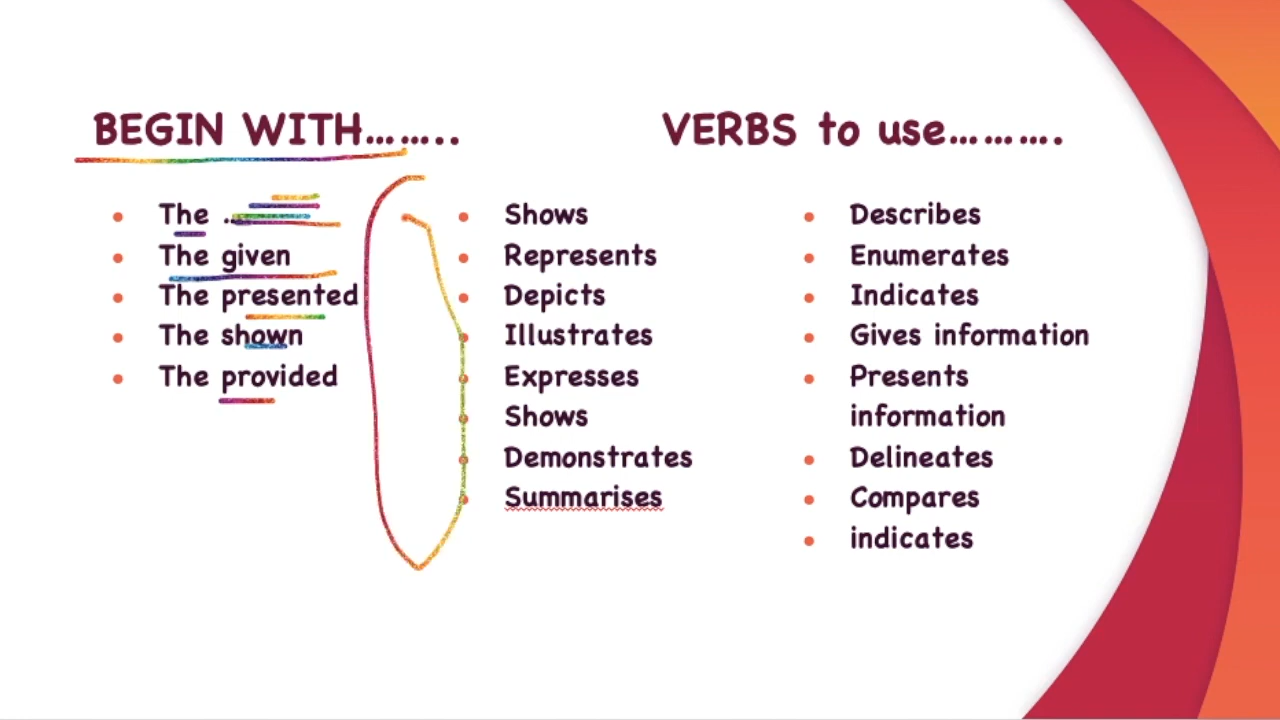 BEGIN WITH……..
VERBS to use……….
The …
The given
The presented
The shown
The provided
Shows
Represents
Depicts
Illustrates
Expresses
Shows
Demonstrates
Summarises
Describes
Enumerates
Indicates
Gives information
Presents
information
Delineates
Compares
indicates